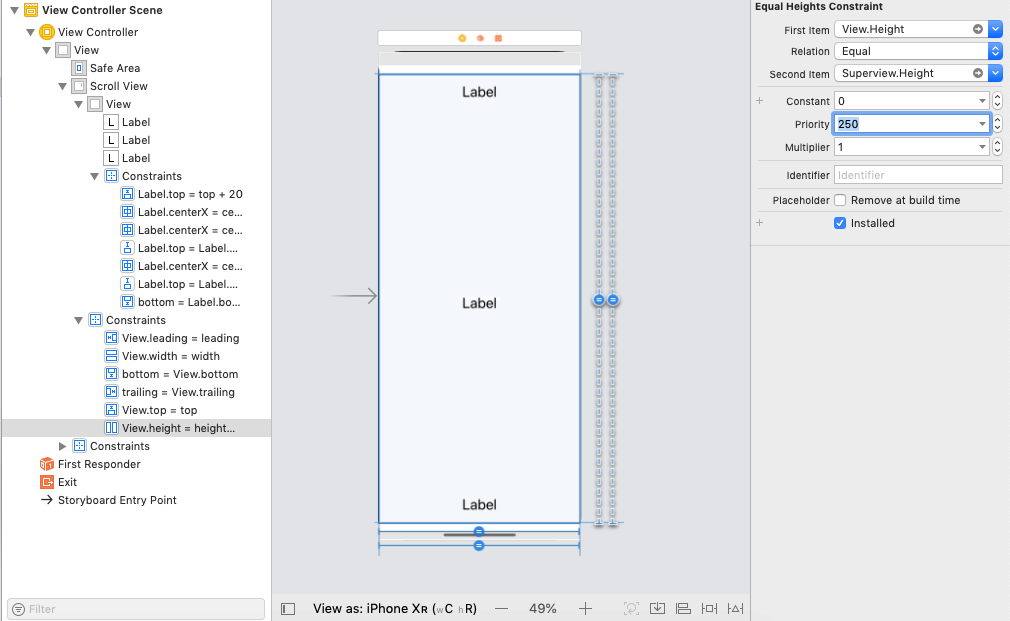 View Controller Scene
View Controller
View
Safe Area
Scroll View
View
L Label
L Label
L Label
Constraints
Label.top = top + 20
Label.centerX = ce...
Label.centerX = ce...
Label.top = Label....
Label.centerX = ce...
Label.top = Label....
bottom = Label.bo...
Constraints
View.leading = leading
View.width = width
bottom = View.bottom
trailing = View.trailing
View.top = top
View.height = height...
Constraints
First Responder
Exit
Storyboard Entry Point
Filter
Label
Label
Label
View as: iPhone XR (wC hR)
49%
Equal Heights Constraint
First Item View.Height
Relation Equal
Second Item Superview.Height
Constant 0
Priority 250
Multiplier 1
Identifier Identifier
Placeholder Remove at build time
Installed